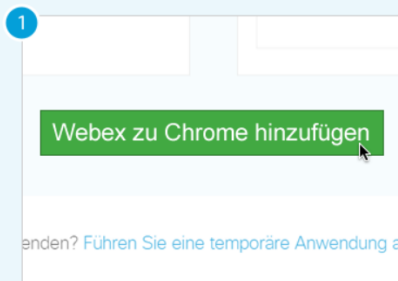 1
Webex zu Chrome hinzufügen
enden? Führen Sie eine temporäre Anwendung a